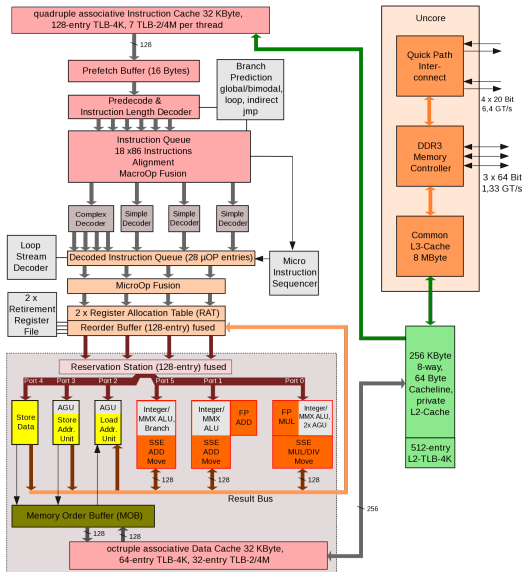 quadruple associative Instruction Cache 32 KByte,
128-entry TLB-4K, 7 TLB-2/4M per thread
128
Prefetch Buffer (16 Bytes)
Branch
Prediction
global/bimodal,
loop, indirect
jmp
Predecode &
Instruction Length Decoder
Instruction Queue
18 x86 Instructions
Alignment
MacroOp Fusion
Complex
Decoder
Simple
Decoder
Simple
Decoder
Simple
Decoder
Loop
Stream
Decoder
Decoded Instruction Queue (28 µOP entries)
Micro
Instruction
Sequencer
MicroOp Fusion
2 x
Retirement
Register
File
2 x Register Allocation Table (RAT)
Reorder Buffer (128-entry) fused
Reservation Station (128-entry) fused
Port 4
Port 3
Port 2
Port 5
Port 1
Port 0
Store
Data
AGU
Store
Addr.
Unit
AGU
Load
Addr.
Unit
Integer/
MMX ALU,
Branch
SSE
ADD
Move
Integer/
MMX
ALU
FP
ADD
SSE
ADD
Move
FP
MUL
Integer/
MMX ALU,
2x AGU
SSE
MUL/DIV
Move
128
128
128
Result Bus
Memory Order Buffer (MOB)
128
128
octruple associative Data Cache 32 KByte,
64-entry TLB-4K, 32-entry TLB-2/4M
256
Uncore
Quick Path
Inter-
connect
4 x 20 Bit
6,4 GT/s
DDR3
Memory
Controller
3 x 64 Bit
1,33 GT/s
Common
L3-Cache
8 MByte
256 KByte
8-way,
64 Byte
Cacheline,
private
L2-Cache
512-entry
L2-TLB-4K